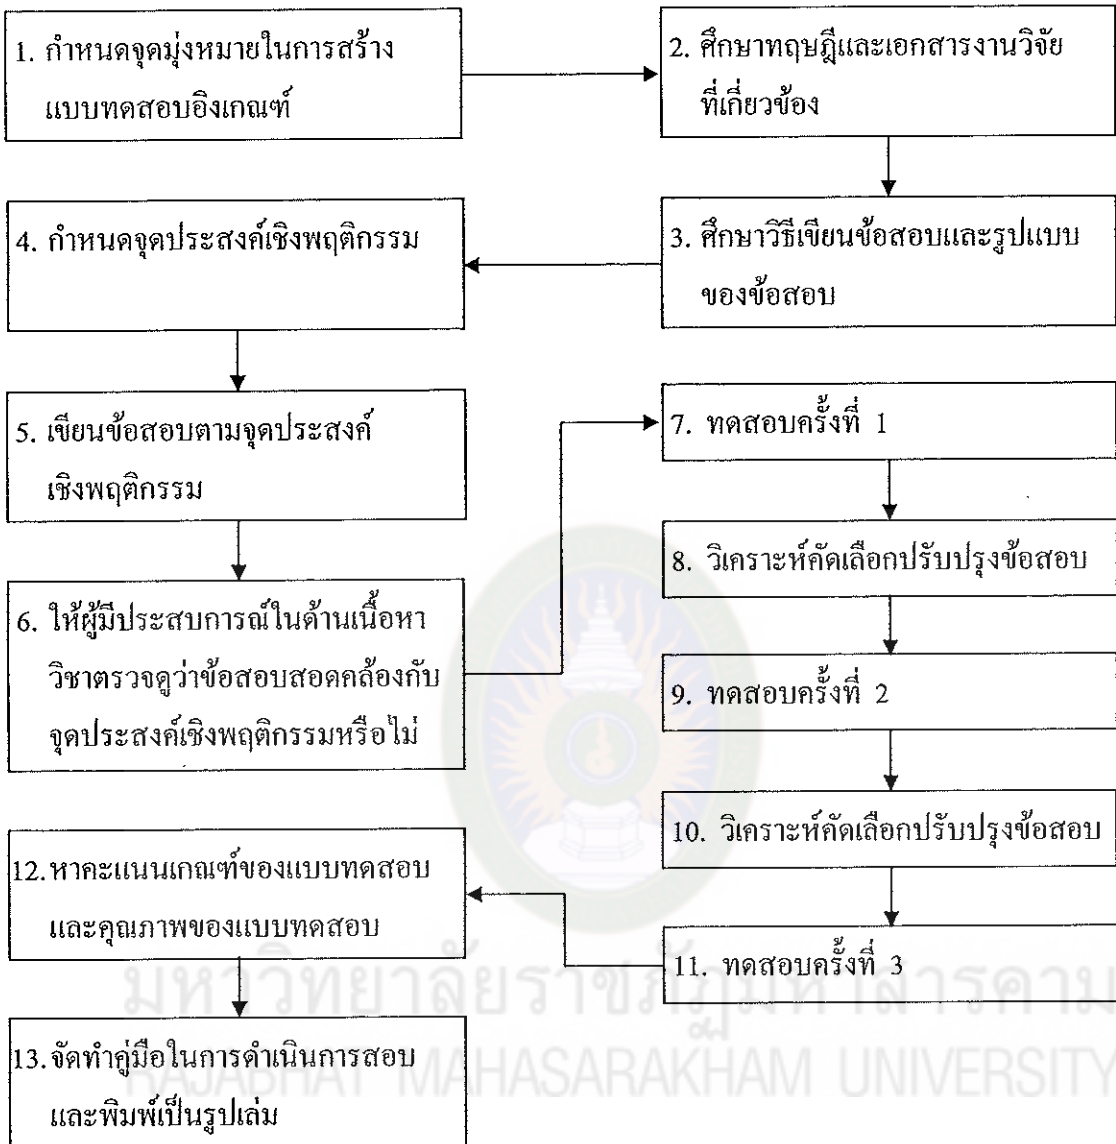 1. กำหนดจุดมุ่งหมายในการสร้าง
แบบทดสอบอิงเกณฑ์
2. ศึกษาทฤษฎีและเอกสารงานวิจัย
ที่เกี่ยวข้อง
3. ศึกษาวิธีเขียนข้อสอบและรูปแบบ
ของข้อสอบ
4. กำหนดจุดประสงค์เชิงพฤติกรรม
5. เขียนข้อสอบตามจุดประสงค์
เชิงพฤติกรรม
6. ให้ผู้มีประสบการณ์ในด้านเนื้อหา
วิชาตรวจดูว่าข้อสอบสอดคล้องกับ
จุดประสงค์เชิงพฤติกรรมหรือไม่
7. ทดสอบครั้งที่ 1
8. วิเคราะห์คัดเลือกปรับปรุงข้อสอบ
9. ทดสอบครั้งที่ 2
10. วิเคราะห์คัดเลือกปรับปรุงข้อสอบ
11. ทดสอบครั้งที่ 3
12. หาคะแนนเกณฑ์ของแบบทดสอบ
และคุณภาพของแบบทดสอบ
13. จัดทำคู่มือในการดำเนินการสอบ
และพิมพ์เป็นรูปเล่ม
มหาวิทยาลัยราชภัฏมหาสารคาม
RAJABHAT MAHASARAKHAM UNIVERSITY